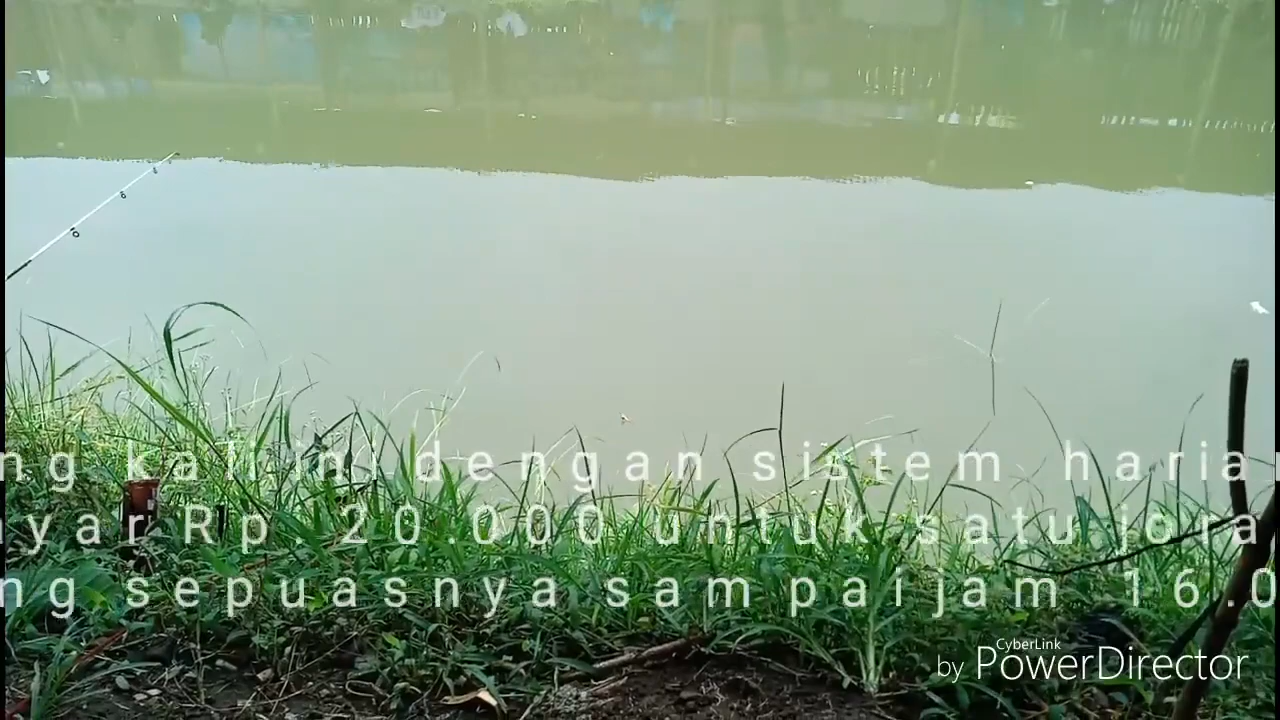 ng kali ini dengan sistem haria
yar Rp. 20.000 untuk satu jora
ng sepuasnya sampai jam 16.0
CyberLink
by PowerDirector